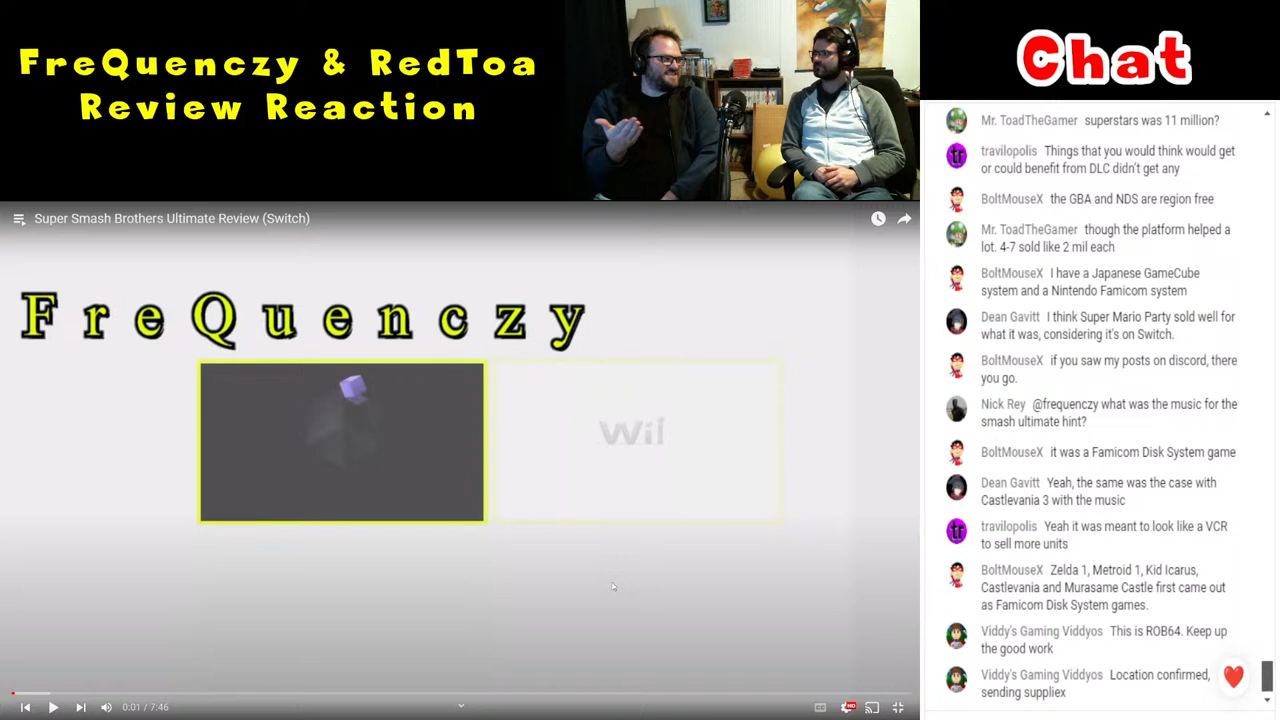 FreQuenczy & RedToa
Review Reaction
Chat
Super Smash Brothers Ultimate Review (Switch)
FreQuenczy
Wii
0:01 / 7:46
HD
Mr. ToadTheGamer superstars was 11 million?
travilopolis Things that you would think would get
or could benefit from DLC didn't get any
BoltMouseX the GBA and NDS are region free
Mr. ToadTheGamer though the platform helped a
lot. 4-7 sold like 2 mil each
BoltMouseX I have a Japanese GameCube
system and a Nintendo Famicom system
Dean Gavitt I think Super Mario Party sold well for
what it was, considering it's on Switch.
BoltMouseX if you saw my posts on discord, there
you go.
Nick Rey @frequenczy what was the music for the
smash ultimate hint?
BoltMouseX it was a Famicom Disk System game
Dean Gavitt Yeah, the same was the case with
Castlevania 3 with the music
tr
travilopolis Yeah it was meant to look like a VCR
to sell more units
BoltMouseX Zelda 1, Metroid 1, Kid Icarus,
Castlevania and Murasame Castle first came out
as Famicom Disk System games.
Viddy's Gaming Viddyos This is ROB64. Keep up
the good work
Viddy's Gaming Viddyos Location confirmed,
sending suppliex